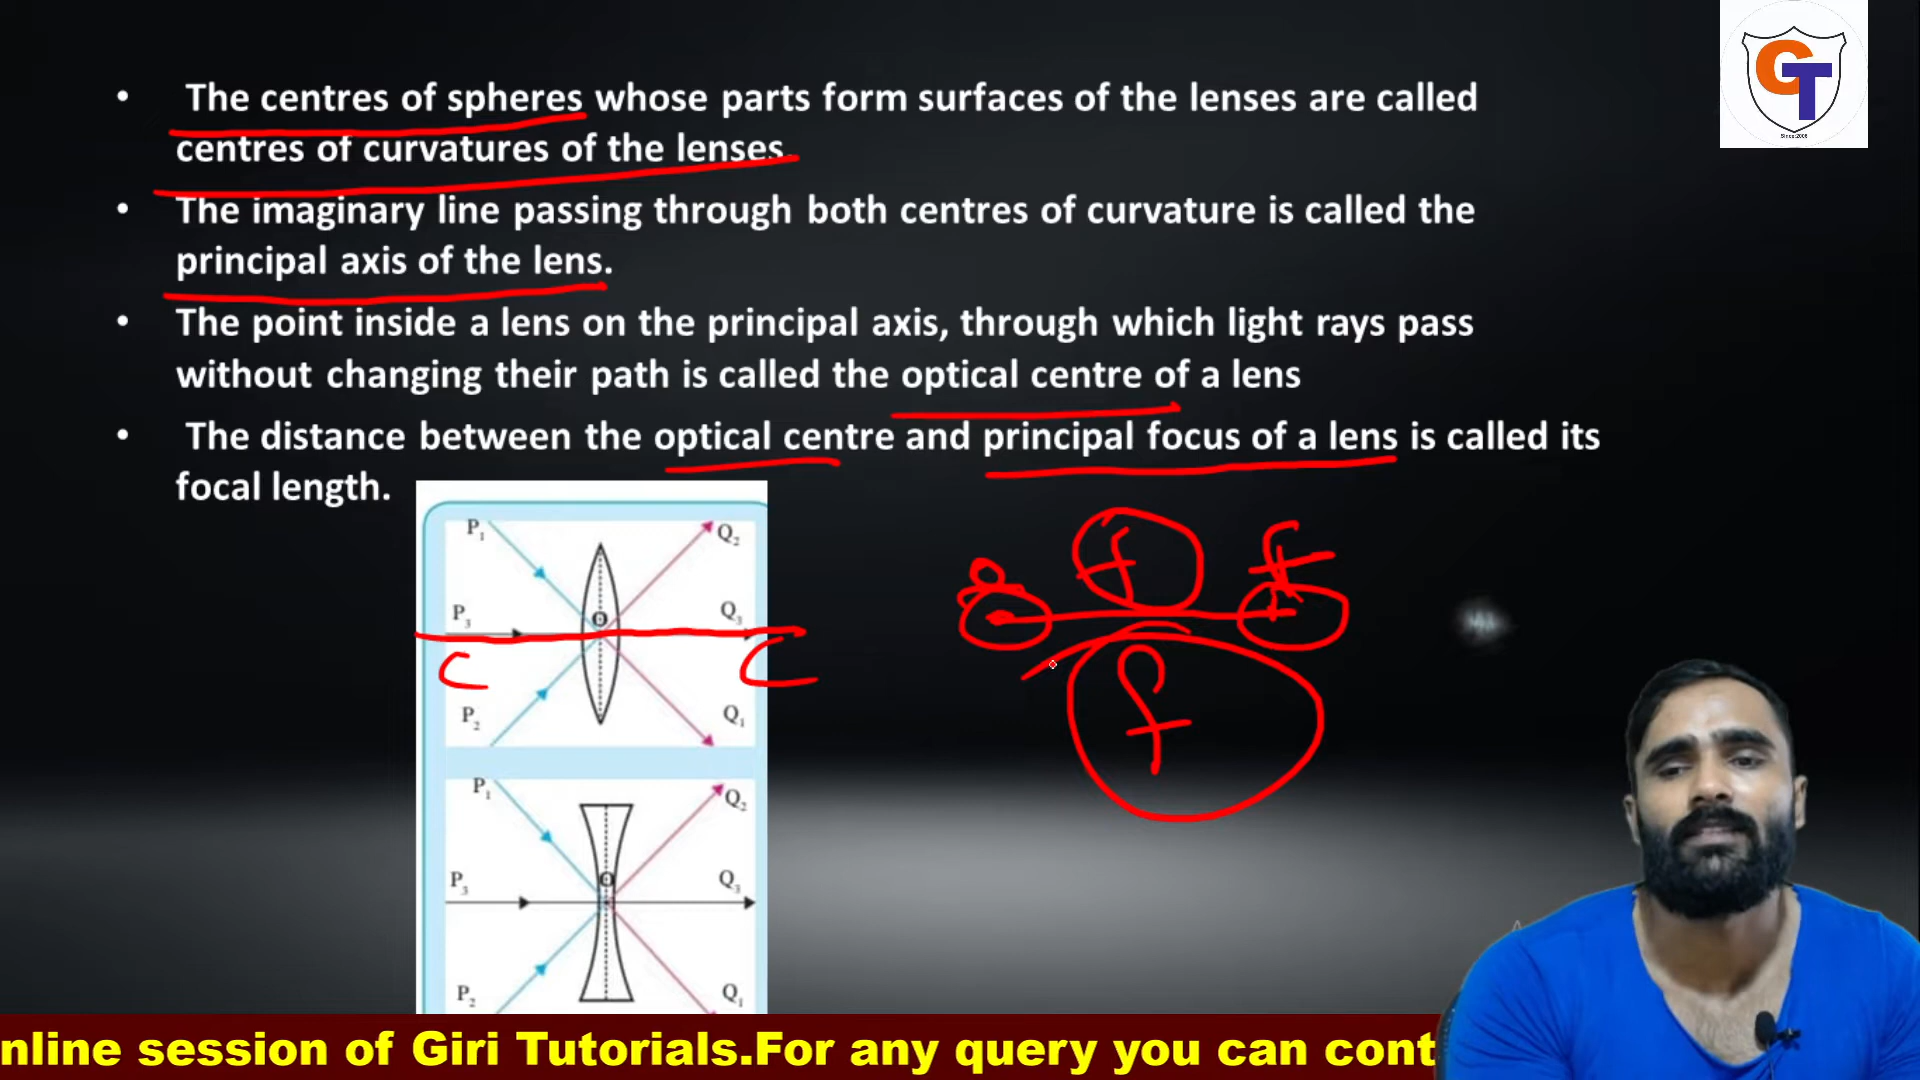 GT
Since:2006
• The centres of spheres whose parts form surfaces of the lenses are called
centres of curvatures of the lenses.
• The imaginary line passing through both centres of curvature is called the
principal axis of the lens.
• The point inside a lens on the principal axis, through which light rays pass
without changing their path is called the optical centre of a lens
• The distance between the optical centre and principal focus of a lens is called its
focal length.
P₁ Q₂
P₃ O Q₃
C C
P₂ Q₁
P₁ Q₂
P₃ O Q₃
P₂ Q₁
f f
f
nline session of Giri Tutorials.For any query you can cont